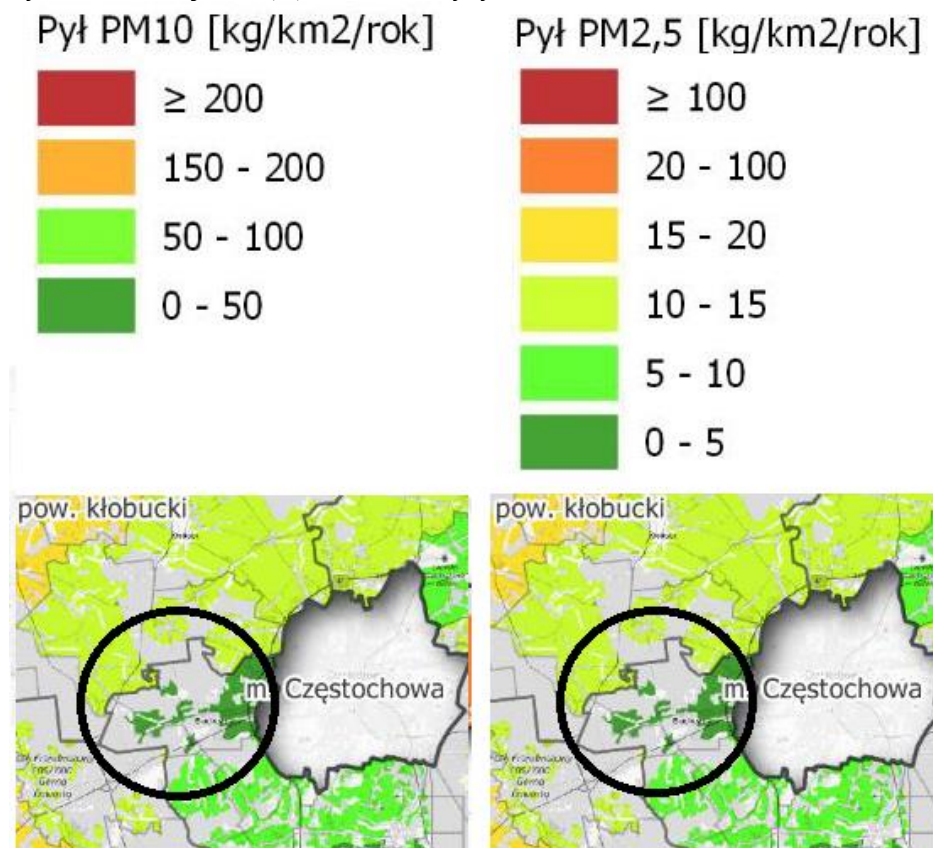 Pył PM10 [kg/km2/rok]
≥ 200
150 - 200
50 - 100
0 - 50
Pył PM2,5 [kg/km2/rok]
≥ 100
20 - 100
15 - 20
10 - 15
5 - 10
0 - 5
pow. kłobucki
m. Częstochowa
pow. kłobucki
m. Częstochowa